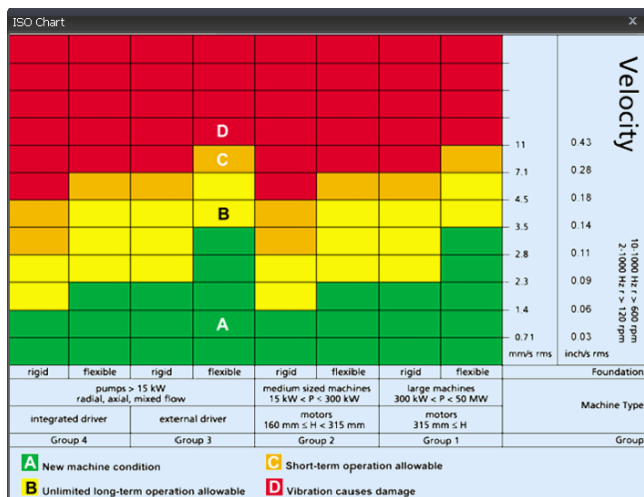 ISO Chart
X
D
C
B
A
11
7.1
4.5
3.5
2.8
2.3
1.4
0.71
mm/s rms
0.43
0.28
0.18
0.14
0.11
0.09
0.06
0.03
inch/s rms
Velocity
10-1000 Hz r > 600 rpm
2-1000 Hz r > 120 rpm
rigid flexible rigid flexible rigid flexible rigid flexible Foundation
pumps > 15 kW
radial, axial, mixed flow
medium sized machines
15 kW < P ≤ 300 kW
large machines
300 kW < P < 50 MW
Machine Type
integrated driver
external driver
motors
160 mm ≤ H < 315 mm
motors
315 mm ≤ H
Group 4 Group 3 Group 2 Group 1 Group
A New machine condition
C Short-term operation allowable
B Unlimited long-term operation allowable
D Vibration causes damage